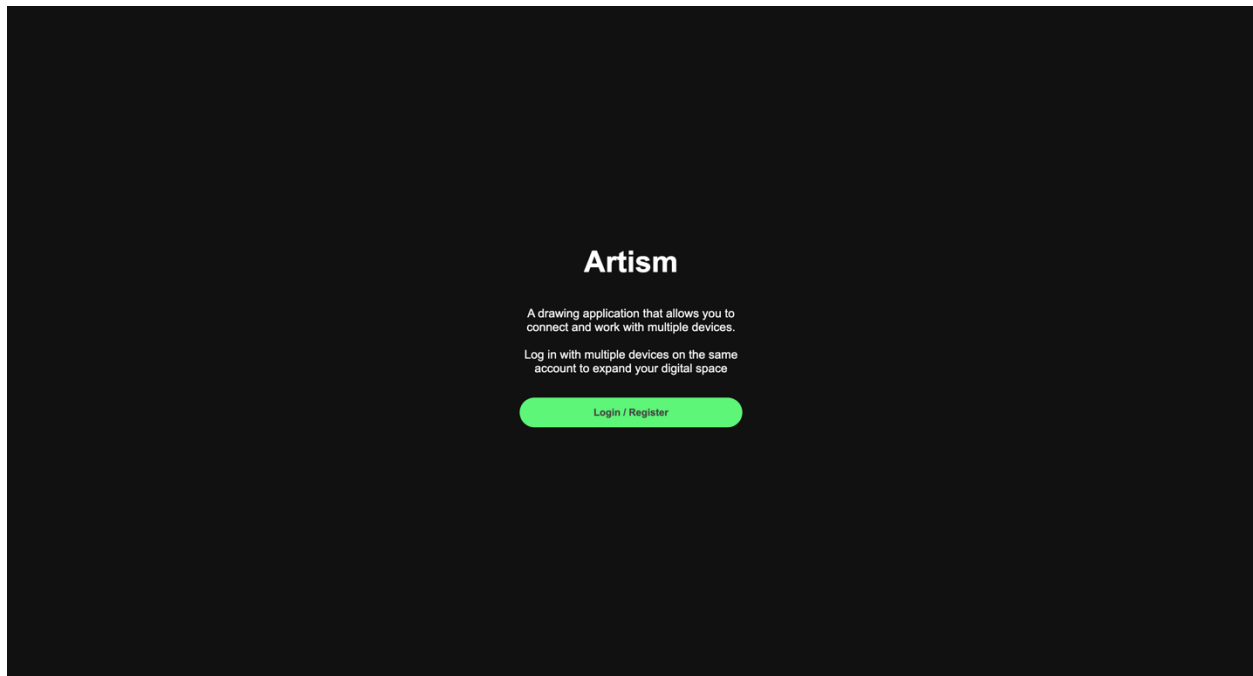 Artism
A drawing application that allows you to
connect and work with multiple devices.
Log in with multiple devices on the same
account to expand your digital space
Login / Register